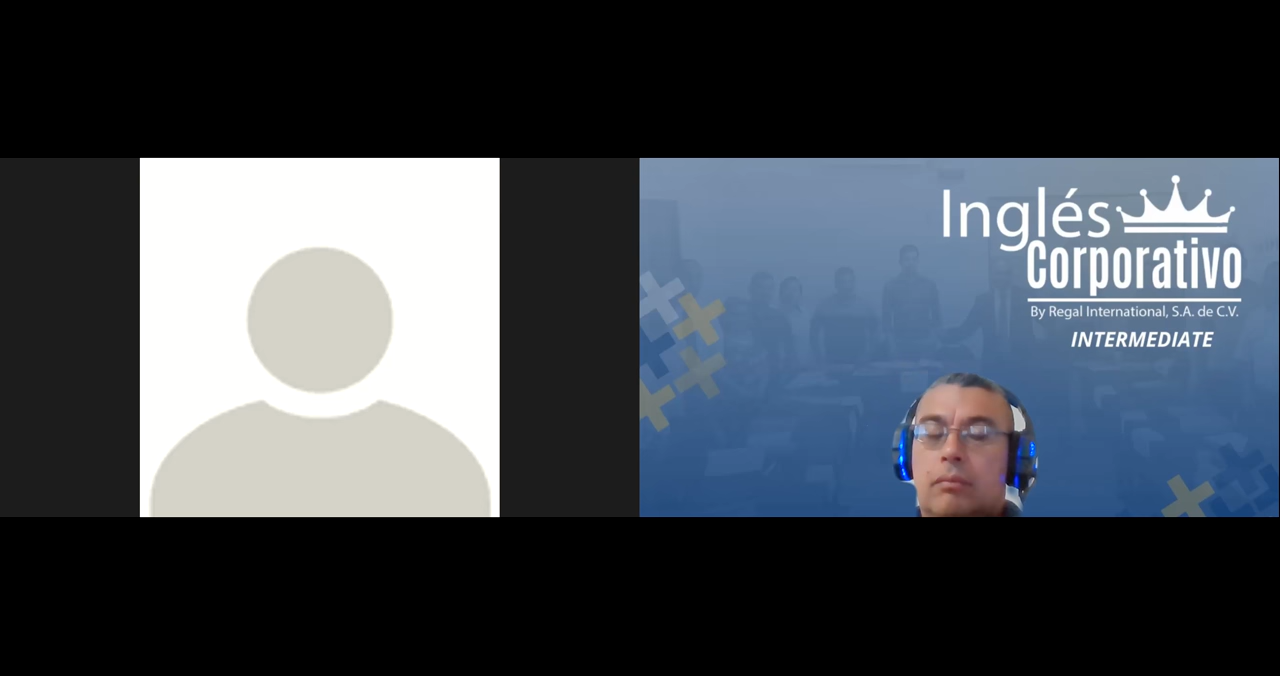 Inglés
Corporativo
By Regal International, S.A. de C.V.
INTERMEDIATE